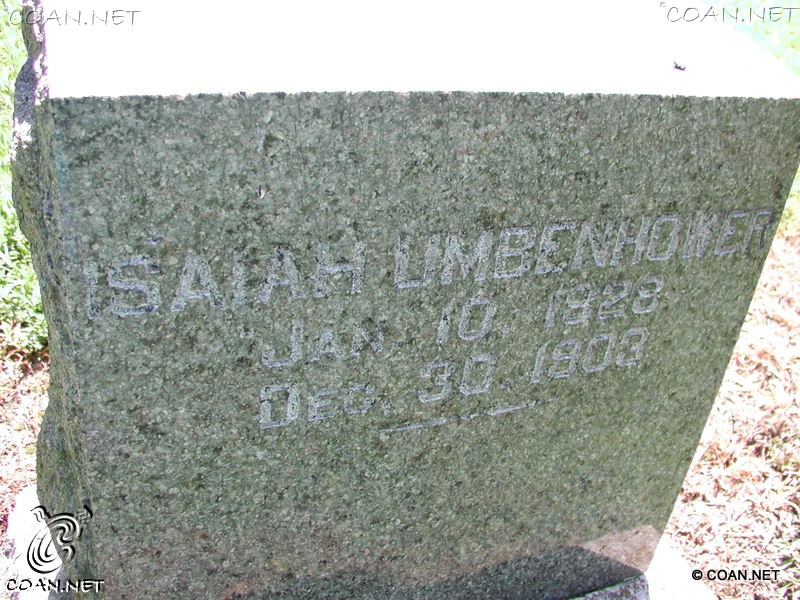 COAN.NET
©COAN.NET
ISAIAH UMBENHOWER
JAN. 10, 1828
DEC. 30, 1903
COAN.NET
© COAN.NET